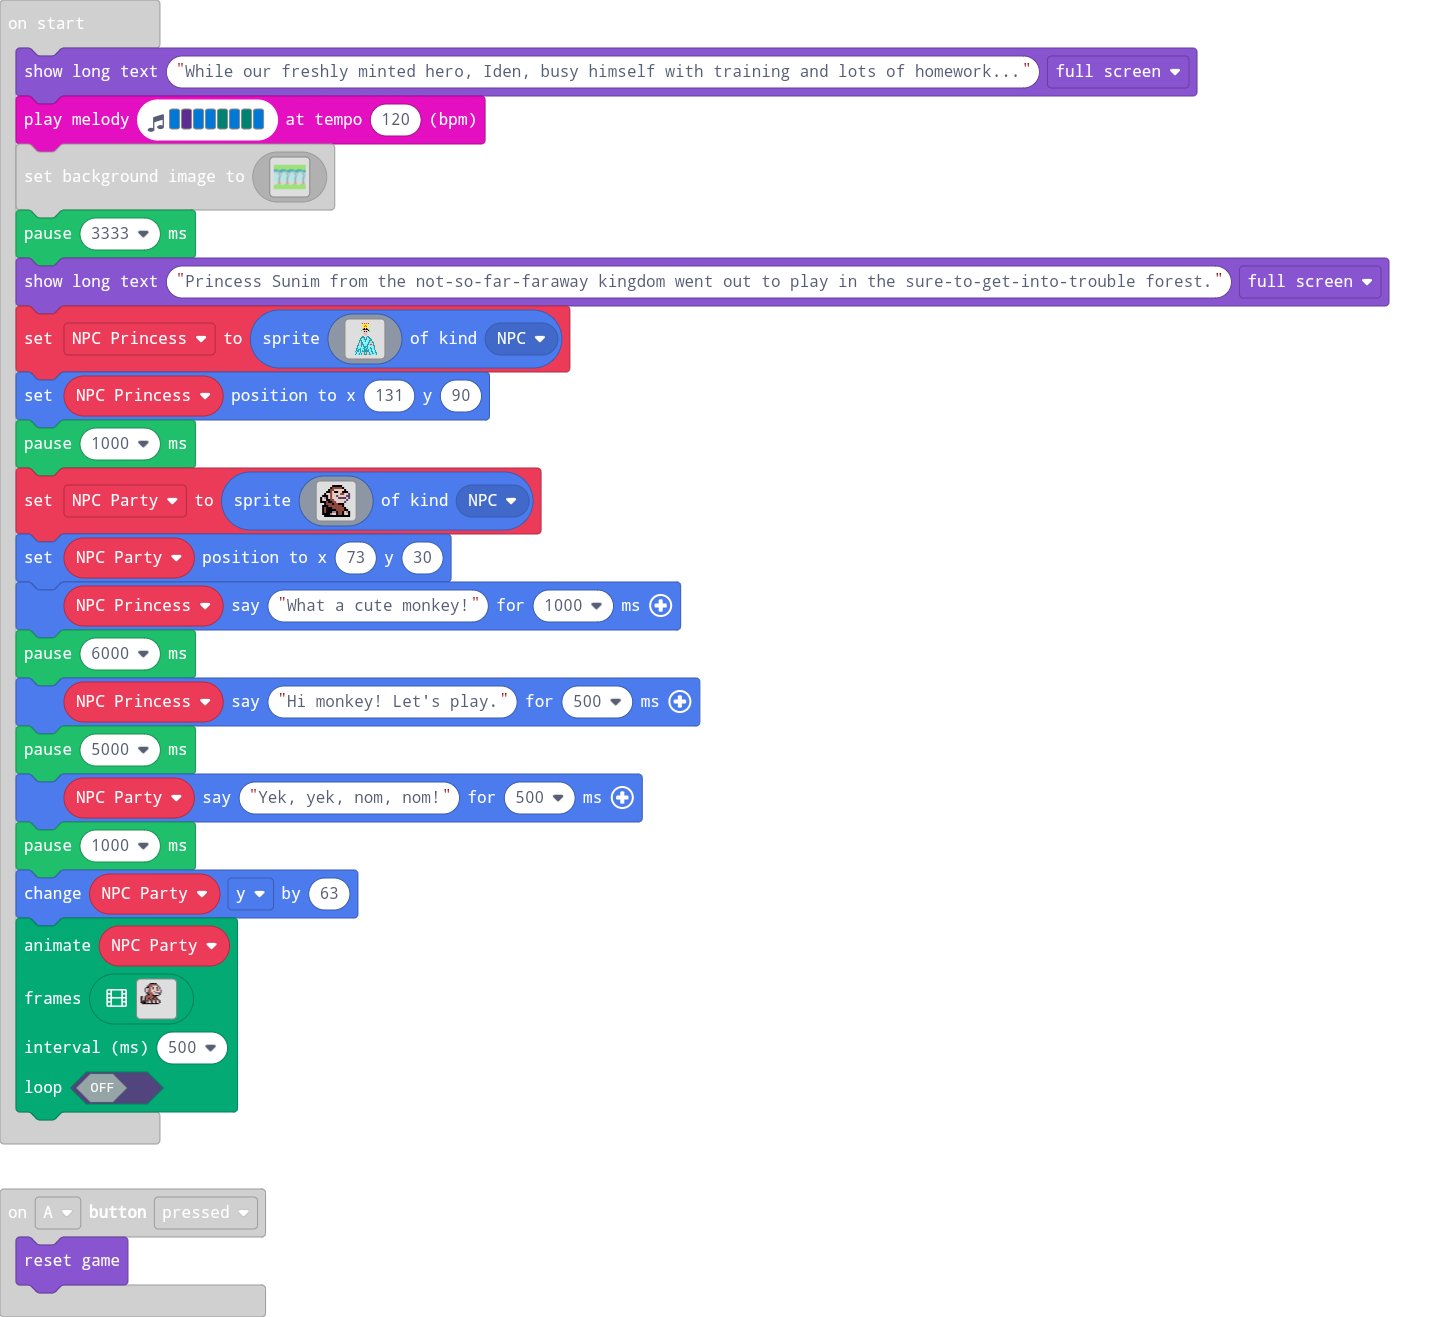 on start
show long text "While our freshly minted hero, Iden, busy himself with training and lots of homework..." full screen
play melody at tempo 120 (bpm)
set background image to
pause 3333 ms
show long text "Princess Sunim from the not-so-far-faraway kingdom went out to play in the sure-to-get-into-trouble forest." full screen
set NPC Princess to sprite of kind NPC
set NPC Princess position to x 131 y 90
pause 1000 ms
set NPC Party to sprite of kind NPC
set NPC Party position to x 73 y 30
NPC Princess say "What a cute monkey!" for 1000 ms
pause 6000 ms
NPC Princess say "Hi monkey! Let's play." for 500 ms
pause 5000 ms
NPC Party say "Yek, yek, nom, nom!" for 500 ms
pause 1000 ms
change NPC Party y by 63
animate NPC Party
frames
interval (ms) 500
loop OFF
on A button pressed
reset game